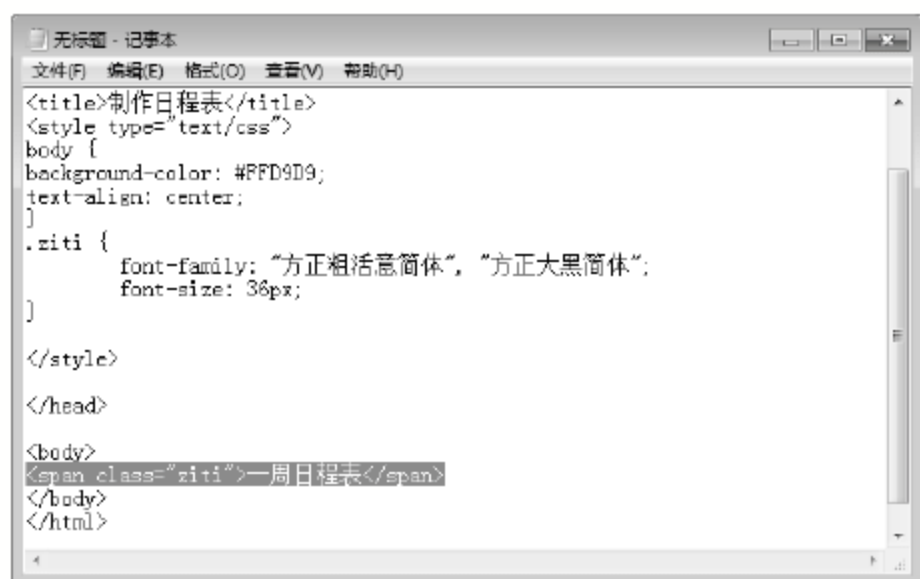 无标题 - 记事本
文件(F) 编辑(E) 格式(O) 查看(V) 帮助(H)
<title>制作日程表</title>
<style type="text/css">
body {
background-color: #FFD9D9;
text-align: center;
}
.ziti {
font-family: "方正粗活意简体", "方正大黑简体";
font-size: 36px;
}
</style>
</head>
<body>
<span class="ziti">一周日程表</span>
</body>
</html>